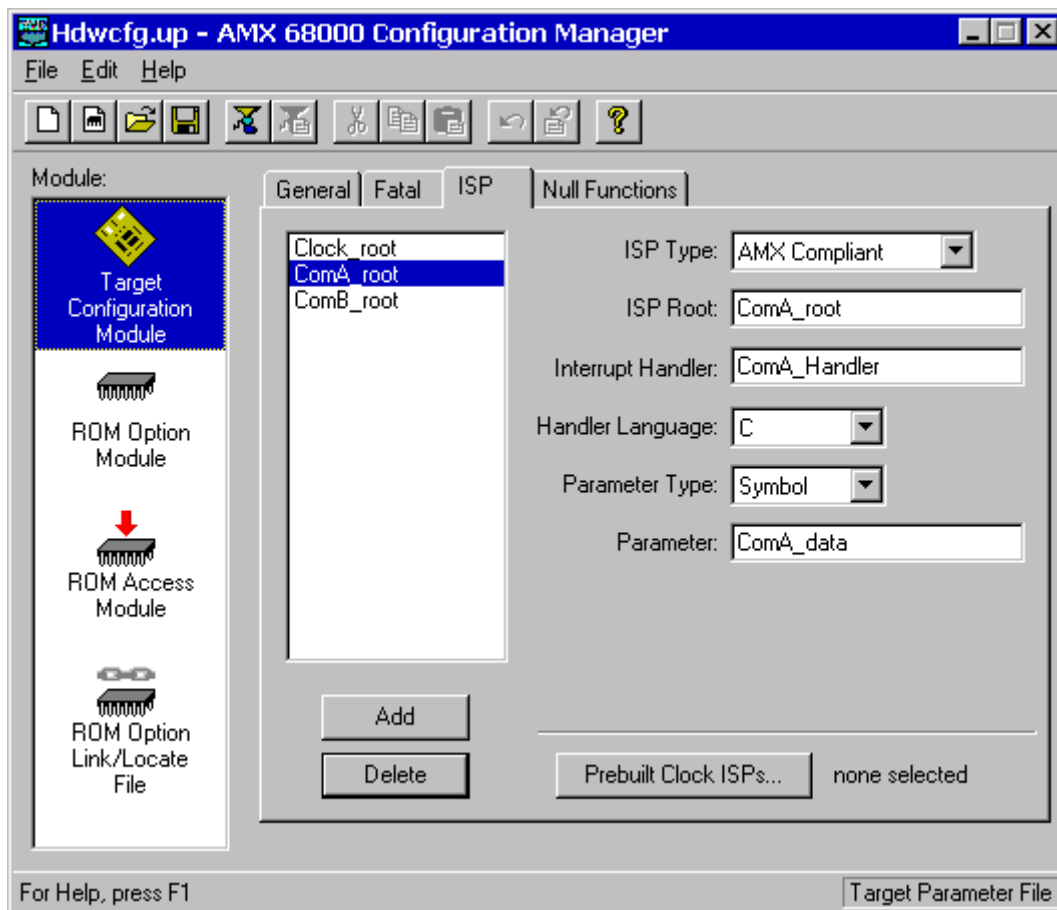 Hdwcfg.up - AMX 68000 Configuration Manager
File Edit Help
Module:
Target
Configuration
Module
ROM Option
Module
ROM Access
Module
ROM Option
Link/Locate
File
General Fatal ISP Null Functions
Clock_root
ComA_root
ComB_root
Add
Delete
ISP Type: AMX Compliant
ISP Root: ComA_root
Interrupt Handler: ComA_Handler
Handler Language: C
Parameter Type: Symbol
Parameter: ComA_data
Prebuilt Clock ISPs... none selected
For Help, press F1 Target Parameter File